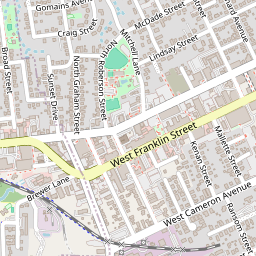 Gomains Avenue
McDade Street
Craig Street
Mitchell Lane
Lindsay Street
Broad Street
Sunset Drive
North Graham Street
North Roberson Street
West Franklin Street
Kenan Street
Mallette Street
Brewer Lane
West Cameron Avenue
Ransom Street